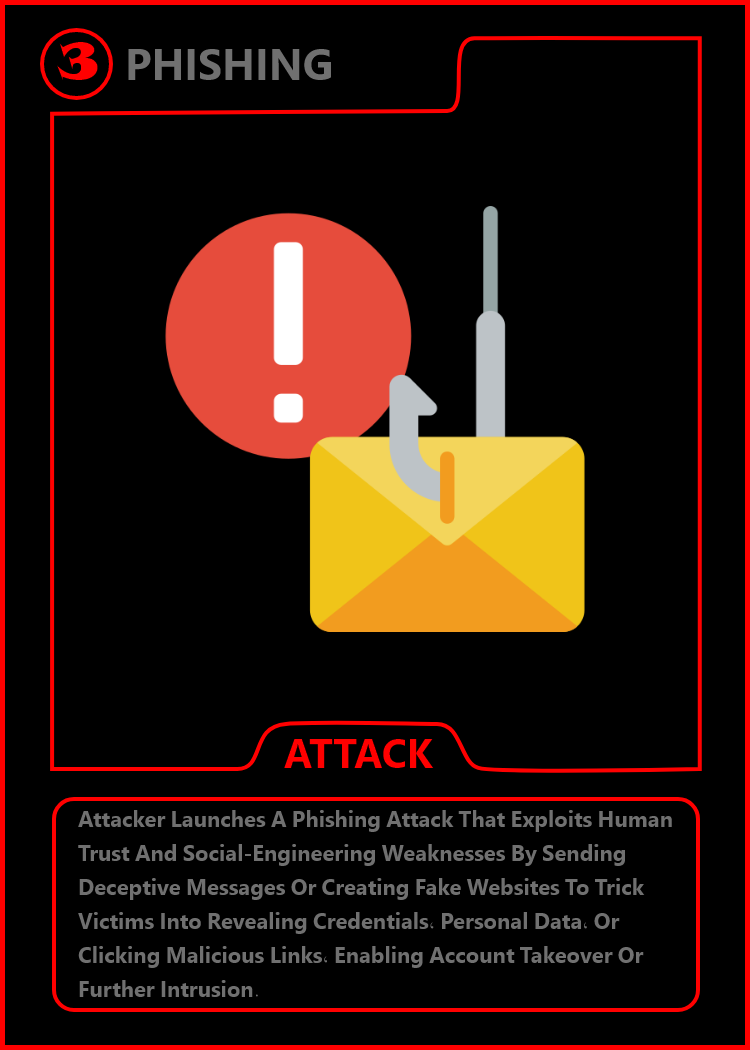 3 PHISHING
ATTACK
Attacker Launches A Phishing Attack That Exploits Human
Trust And Social-Engineering Weaknesses By Sending
Deceptive Messages Or Creating Fake Websites To Trick
Victims Into Revealing Credentials، Personal Data، Or
Clicking Malicious Links، Enabling Account Takeover Or
Further Intrusion.